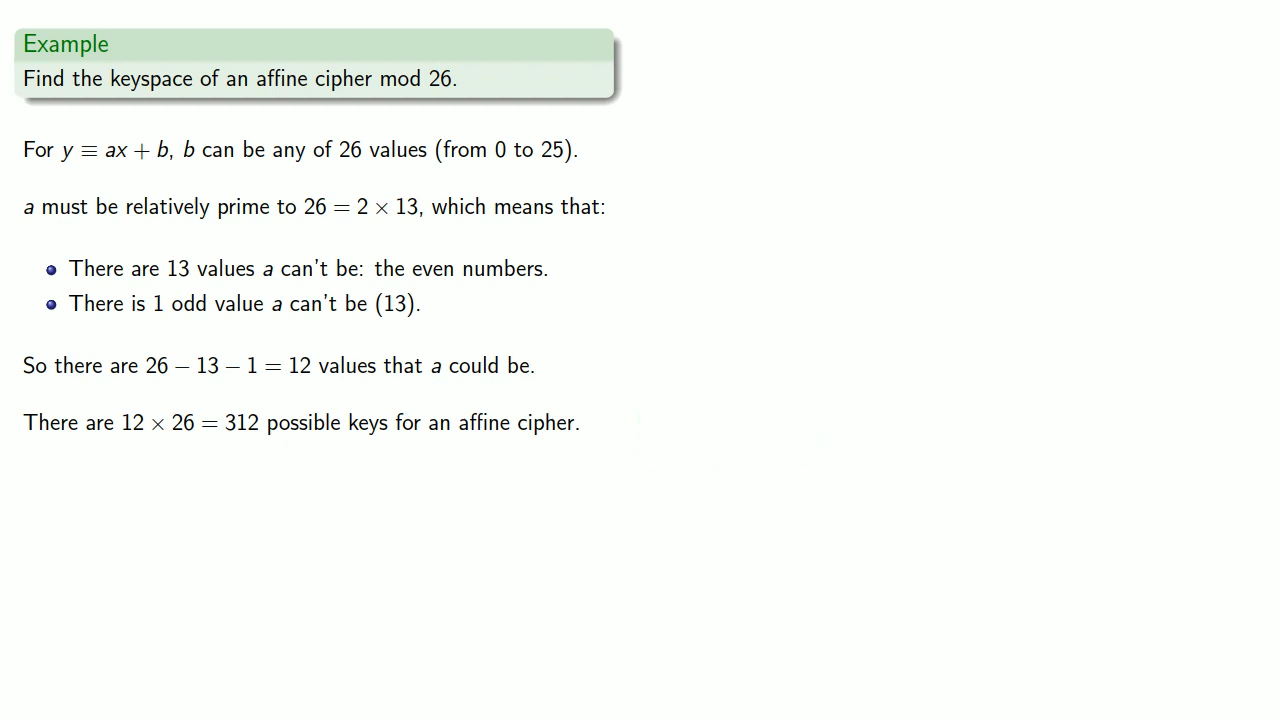 Example
Find the keyspace of an affine cipher mod 26.
For y ≡ ax + b, b can be any of 26 values (from 0 to 25).
a must be relatively prime to 26 = 2 × 13, which means that:
There are 13 values a can't be: the even numbers.
There is 1 odd value a can't be (13).
So there are 26 − 13 − 1 = 12 values that a could be.
There are 12 × 26 = 312 possible keys for an affine cipher.